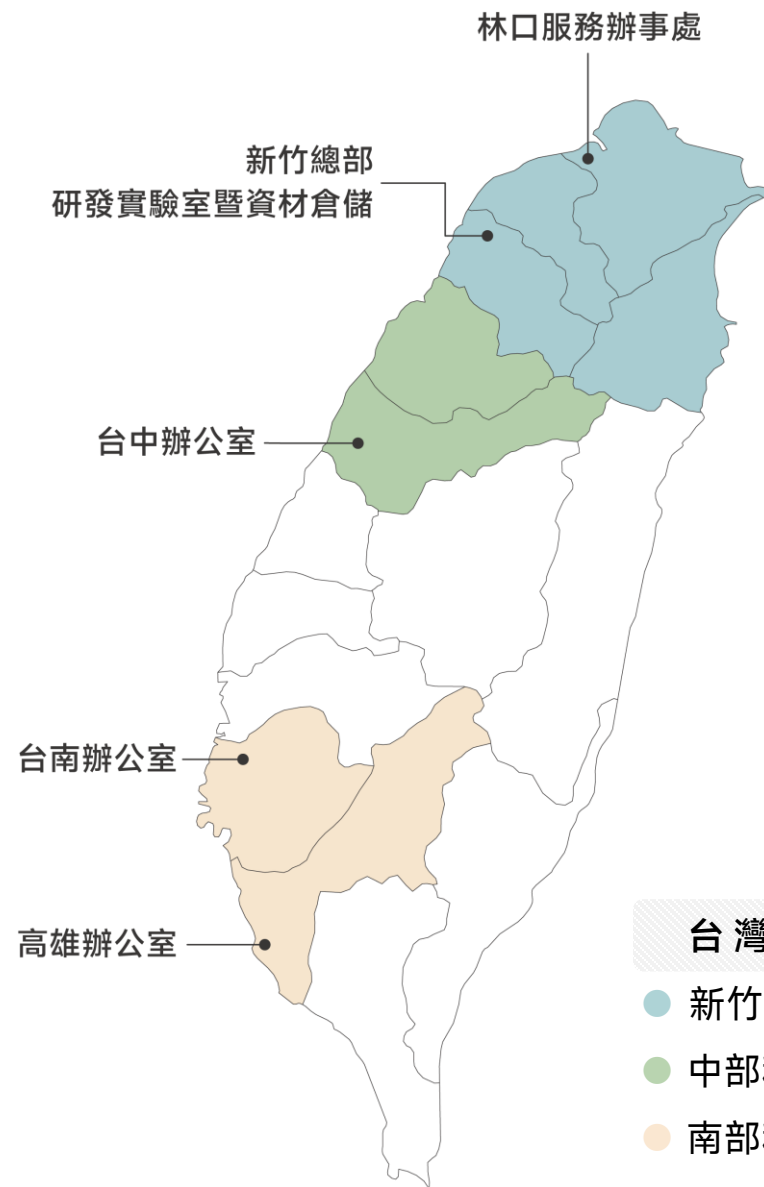 林口服務辦事處
新竹總部
研發實驗室暨資材倉儲
台中辦公室
台南辦公室
高雄辦公室
台灣
新竹
中部
南部